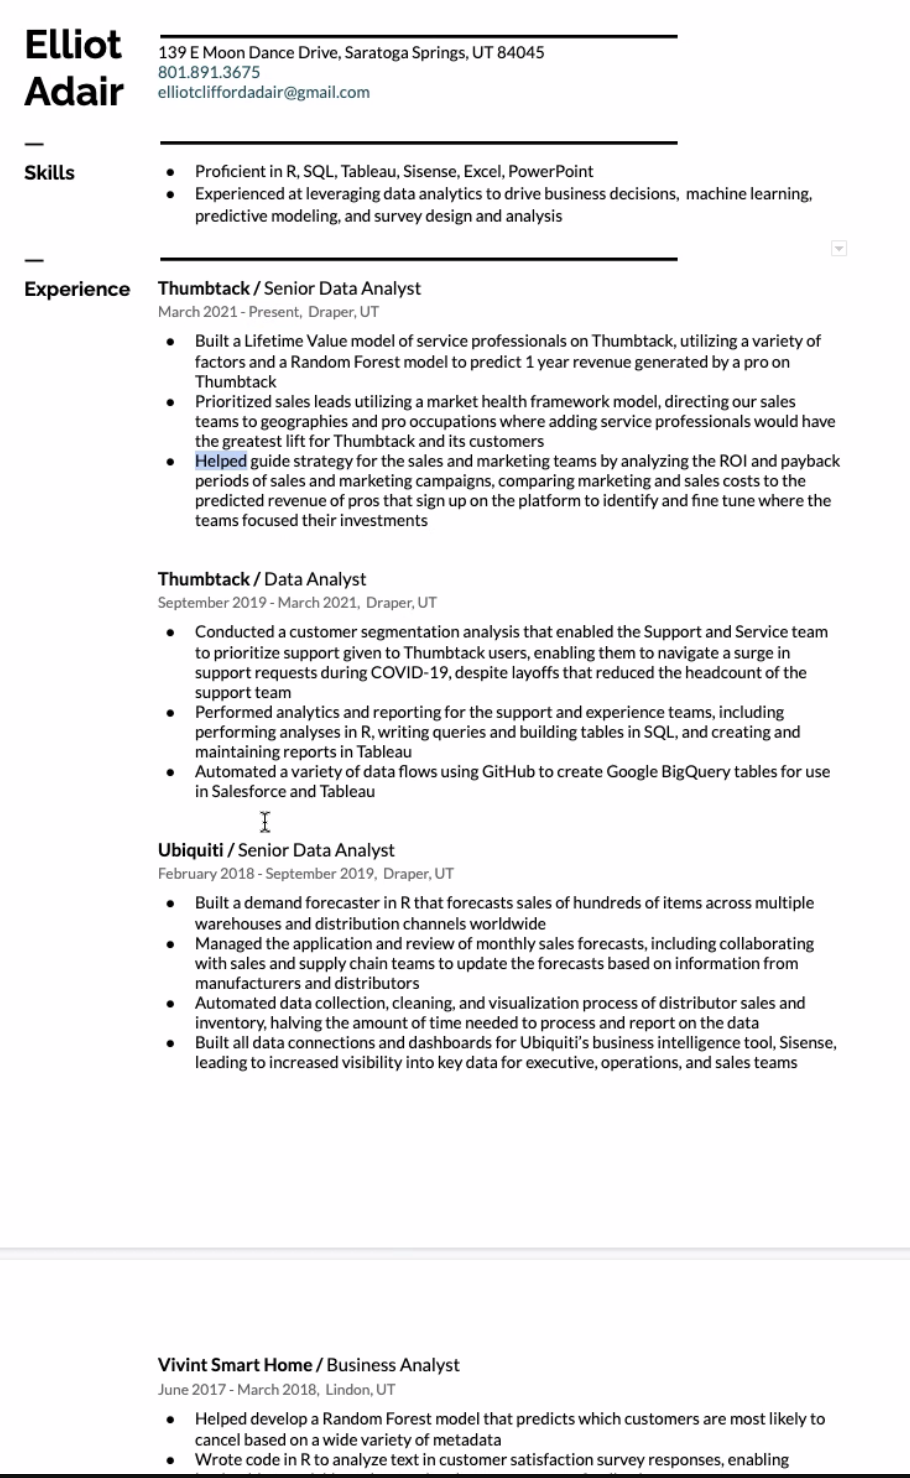 Elliot
Adair
139 E Moon Dance Drive, Saratoga Springs, UT 84045
801.891.3675
elliotcliffordadair@gmail.com
Skills
● Proficient in R, SQL, Tableau, Sisense, Excel, PowerPoint
● Experienced at leveraging data analytics to drive business decisions, machine learning,
predictive modeling, and survey design and analysis
Experience
Thumbtack / Senior Data Analyst
March 2021 - Present, Draper, UT
● Built a Lifetime Value model of service professionals on Thumbtack, utilizing a variety of
factors and a Random Forest model to predict 1 year revenue generated by a pro on
Thumbtack
● Prioritized sales leads utilizing a market health framework model, directing our sales
teams to geographies and pro occupations where adding service professionals would have
the greatest lift for Thumbtack and its customers
● Helped guide strategy for the sales and marketing teams by analyzing the ROI and payback
periods of sales and marketing campaigns, comparing marketing and sales costs to the
predicted revenue of pros that sign up on the platform to identify and fine tune where the
teams focused their investments
Thumbtack / Data Analyst
September 2019 - March 2021, Draper, UT
● Conducted a customer segmentation analysis that enabled the Support and Service team
to prioritize support given to Thumbtack users, enabling them to navigate a surge in
support requests during COVID-19, despite layoffs that reduced the headcount of the
support team
● Performed analytics and reporting for the support and experience teams, including
performing analyses in R, writing queries and building tables in SQL, and creating and
maintaining reports in Tableau
● Automated a variety of data flows using GitHub to create Google BigQuery tables for use
in Salesforce and Tableau
Ubiquiti / Senior Data Analyst
February 2018 - September 2019, Draper, UT
● Built a demand forecaster in R that forecasts sales of hundreds of items across multiple
warehouses and distribution channels worldwide
● Managed the application and review of monthly sales forecasts, including collaborating
with sales and supply chain teams to update the forecasts based on information from
manufacturers and distributors
● Automated data collection, cleaning, and visualization process of distributor sales and
inventory, halving the amount of time needed to process and report on the data
● Built all data connections and dashboards for Ubiquiti's business intelligence tool, Sisense,
leading to increased visibility into key data for executive, operations, and sales teams
Vivint Smart Home / Business Analyst
June 2017 - March 2018, Lindon, UT
● Helped develop a Random Forest model that predicts which customers are most likely to
cancel based on a wide variety of metadata
● Wrote code in R to analyze text in customer satisfaction survey responses, enabling